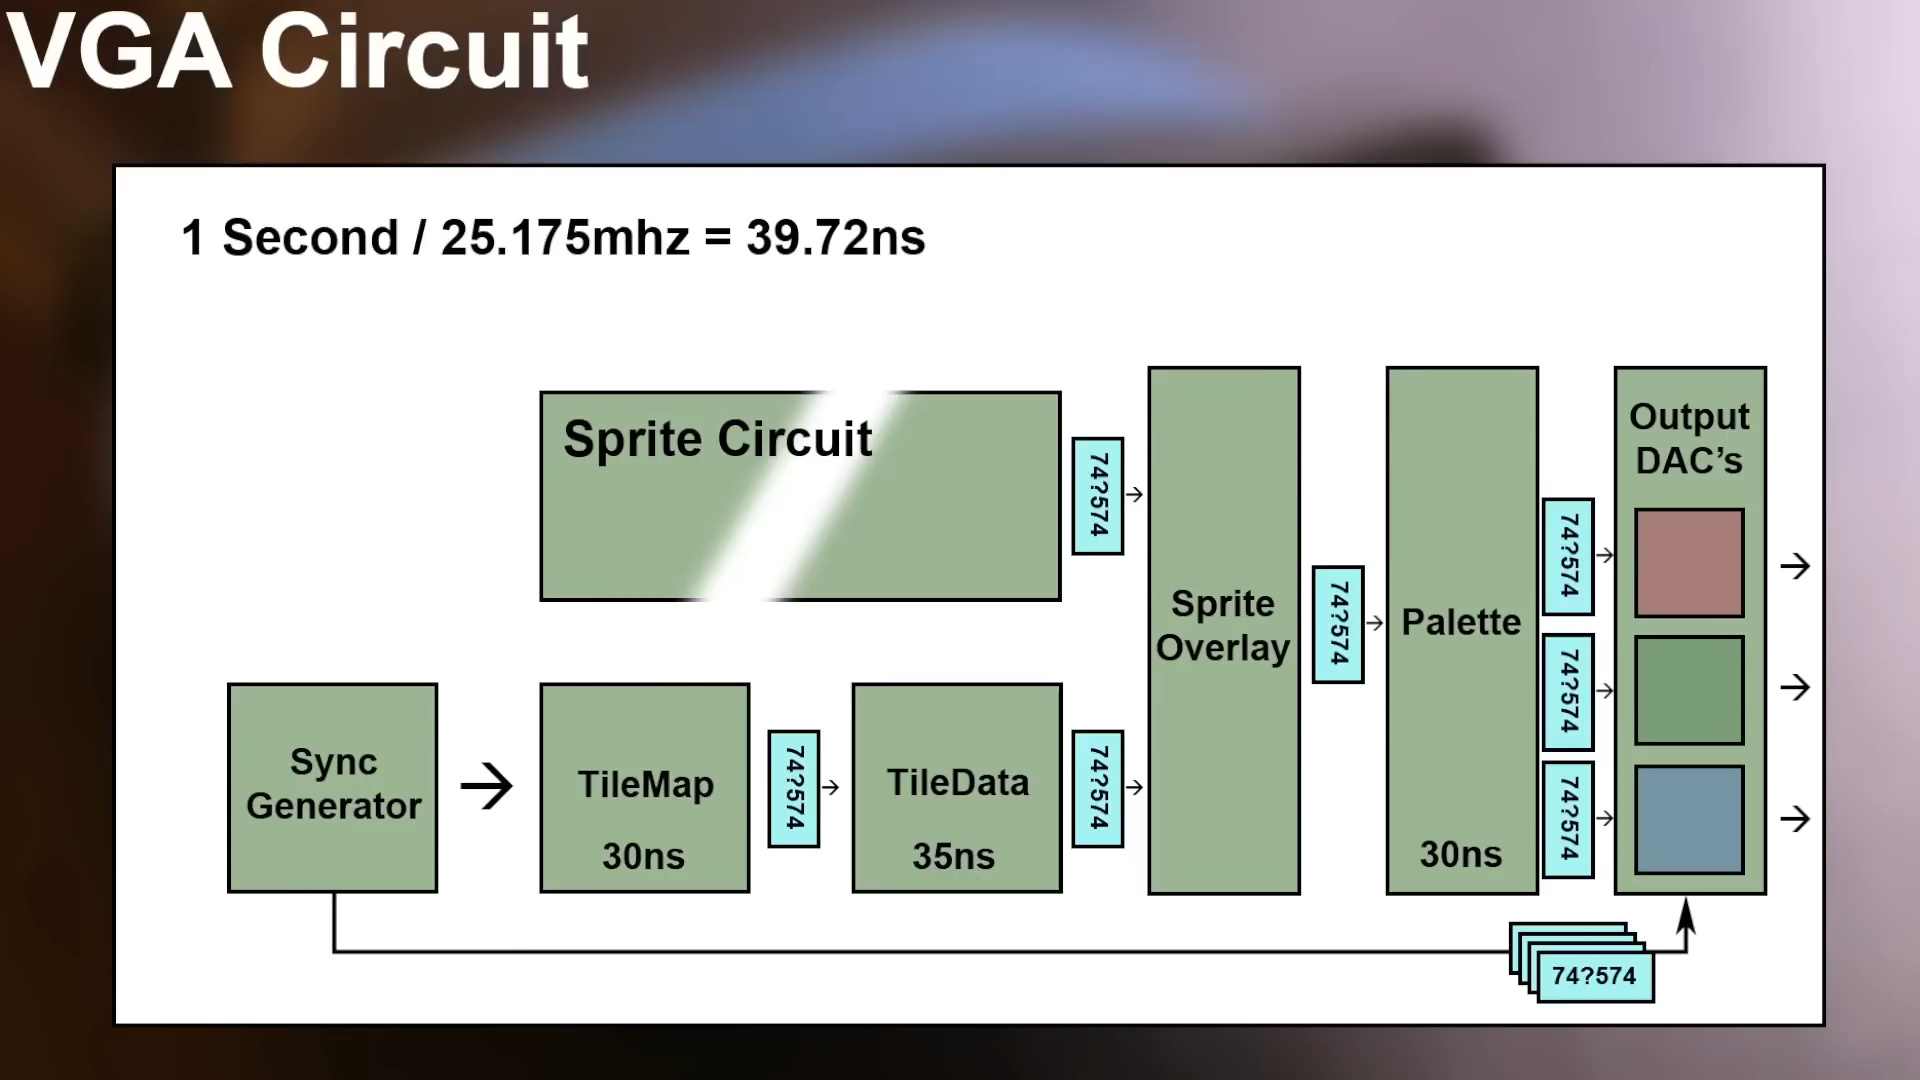 VGA Circuit
1 Second / 25.175mhz = 39.72ns
Sprite Circuit
74?574
Sprite
Overlay
74?574
Palette
30ns
74?574
74?574
74?574
Output
DAC's
Sync
Generator
TileMap
30ns
74?574
TileData
35ns
74?574
74?574